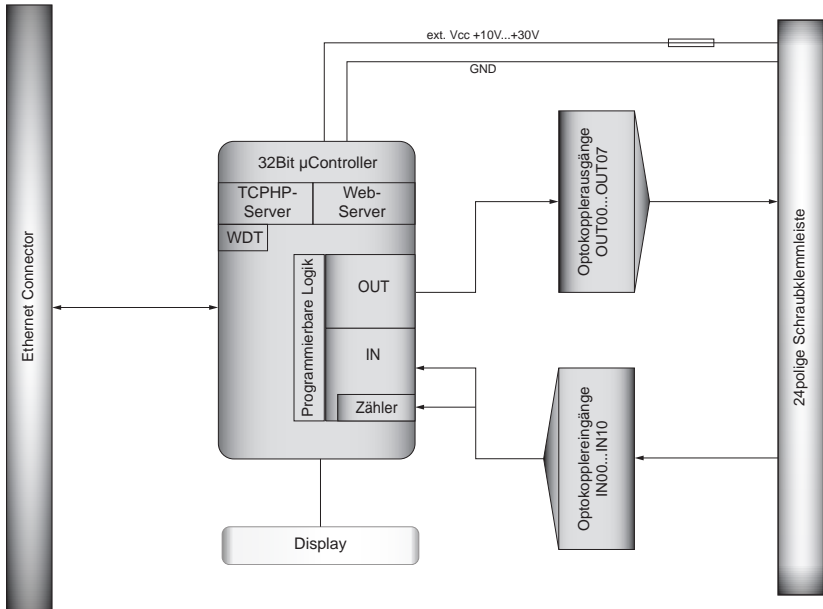 ext. Vcc +10V...+30V
GND
32Bit µController
TCPHP-
Server
Web-
Server
WDT
Programmierbare Logik
OUT
IN
Zähler
Display
Ethernet Connector
Optokopplerausgänge
OUT00...OUT07
Optokopplereingänge
IN00...IN10
24polige Schraubklemmleiste